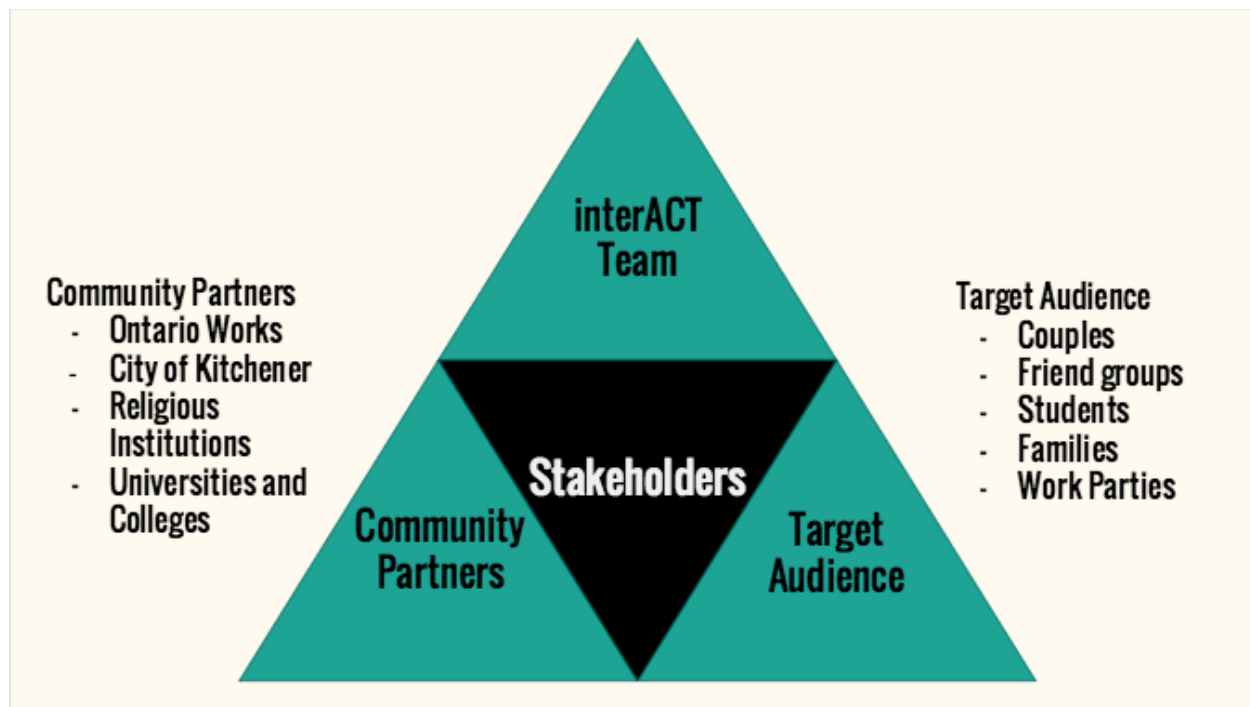 interACT
Team
Community Partners
- Ontario Works
- City of Kitchener
- Religious
Institutions
- Universities and
Colleges
Target Audience
- Couples
- Friend groups
- Students
- Families
- Work Parties
Stakeholders
Community
Partners
Target
Audience